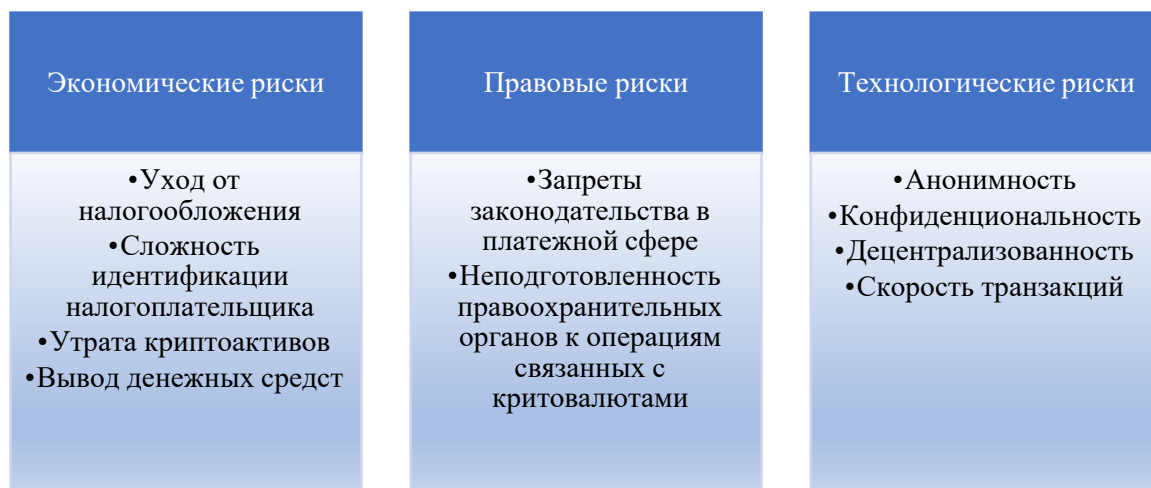 Экономические риски
•Уход от
налогообложения
•Сложность
идентификации
налогоплательщика
•Утрата криптоактивов
•Вывод денежных средст
Правовые риски
•Запреты
законодательства в
платежной сфере
•Неподготовленность
правоохранительных
органов к операциям
связанных с
критовалютами
Технологические риски
•Анонимность
•Конфиденциональность
•Децентрализованность
•Скорость транзакций